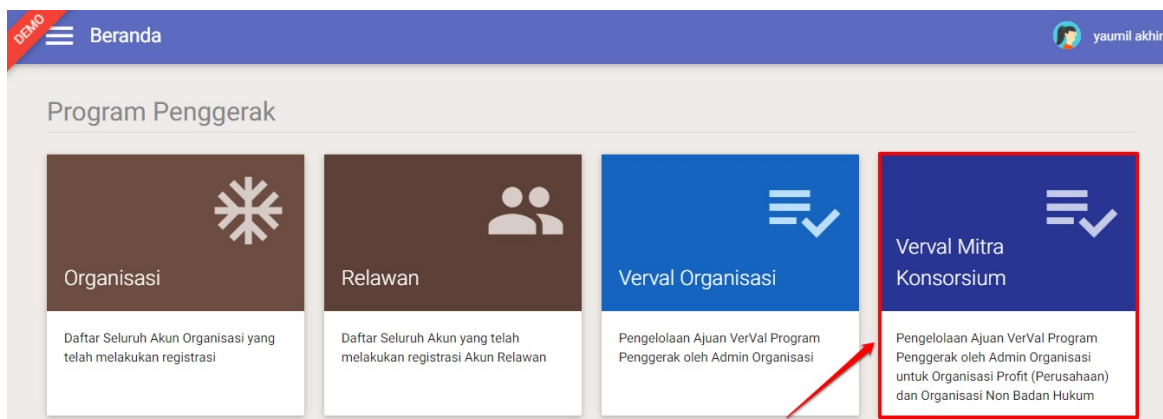 DEMO
Beranda
yaumil akhir
Program Penggerak
Organisasi
Daftar Seluruh Akun Organisasi yang
telah melakukan registrasi
Relawan
Daftar Seluruh Akun yang telah
melakukan registrasi Akun Relawan
Verval Organisasi
Pengelolaan Ajuan VerVal Program
Penggerak oleh Admin Organisasi
Verval Mitra
Konsorsium
Pengelolaan Ajuan VerVal Program
Penggerak oleh Admin Organisasi
untuk Organisasi Profit (Perusahaan)
dan Organisasi Non Badan Hukum